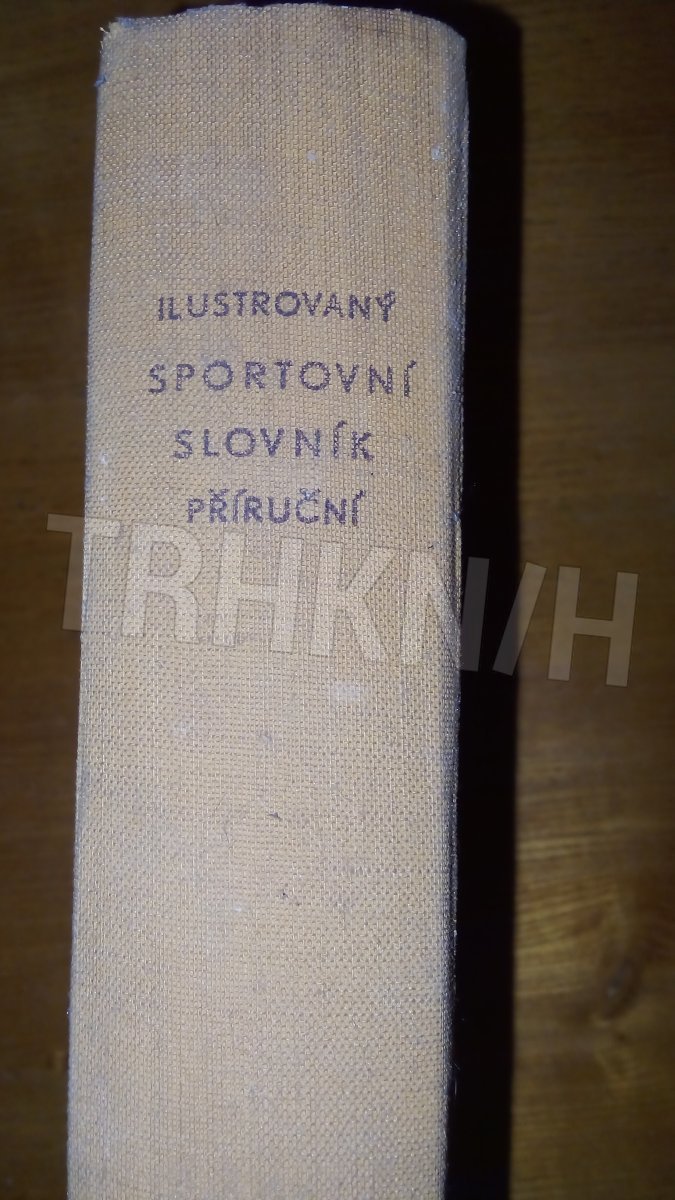 ILUSTROVANÝ
SPORTOVNÍ
SLOVNÍK
PŘÍRUČNÍ
TRHKNIH